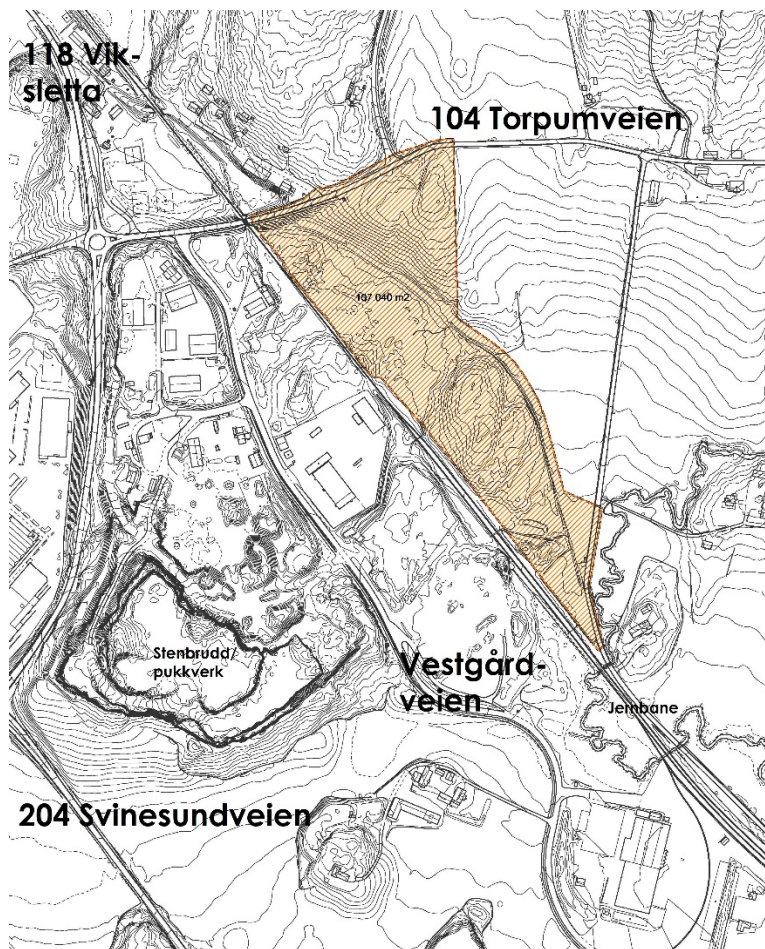 118 Vik-
sletta
104 Torpumveien
107 040 m2
Stenbrudd/
pukkverk
Vestgård-
veien
Jernbane
204 Svinesundveien